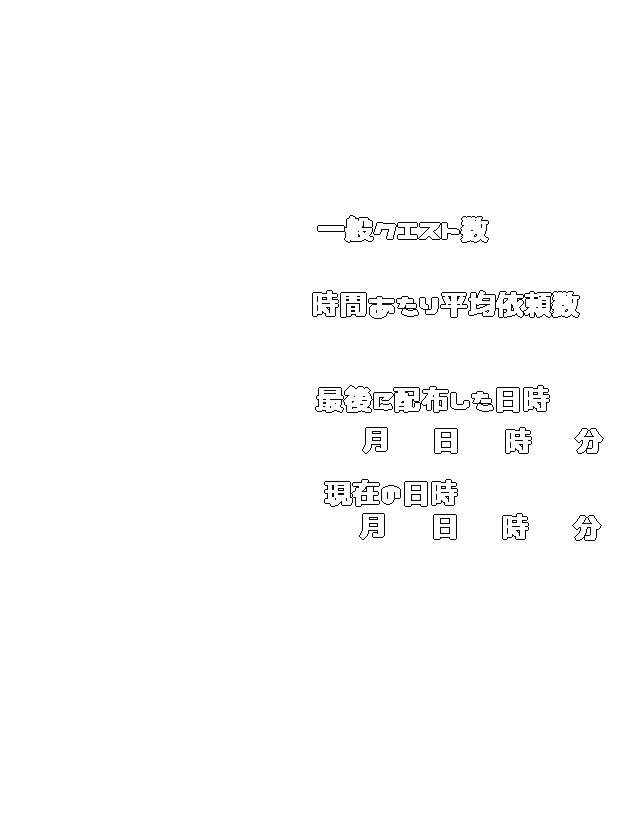 一般クエスト数
時間あたり平均依頼数
最後に配布した日時
月 日 時 分
現在の日時
月 日 時 分